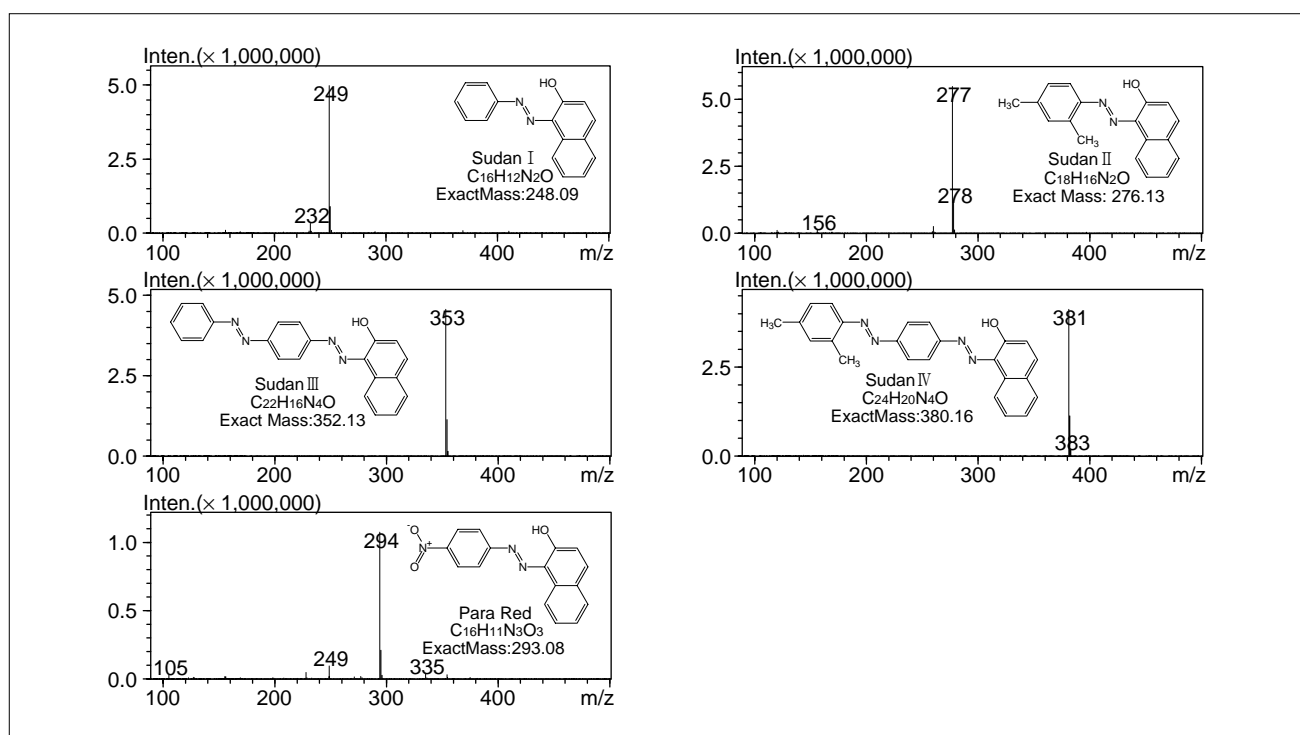 Inten.(× 1,000,000)
5.0
2.5
0.0
249
232
HO
N
N
Sudan Ⅰ
C16H12N2O
ExactMass:248.09
100 200 300 400 m/z
Inten.(× 1,000,000)
5.0
2.5
0.0
277
278
156
HO
H3C
N
N
CH3
Sudan Ⅱ
C18H16N2O
Exact Mass: 276.13
100 200 300 400 m/z
Inten.(× 1,000,000)
5.0
2.5
0.0
353
HO
N
N
N
N
Sudan Ⅲ
C22H16N4O
Exact Mass:352.13
100 200 300 400 m/z
Inten.(× 1,000,000)
2.5
0.0
381
383
HO
H3C
N
N
N
N
CH3
Sudan Ⅳ
C24H20N4O
ExactMass:380.16
100 200 300 400 m/z
Inten.(× 1,000,000)
1.0
0.5
0.0
294
249
105
335
-O
N+
O
HO
N
N
Para Red
C16H11N3O3
ExactMass:293.08
100 200 300 400 m/z